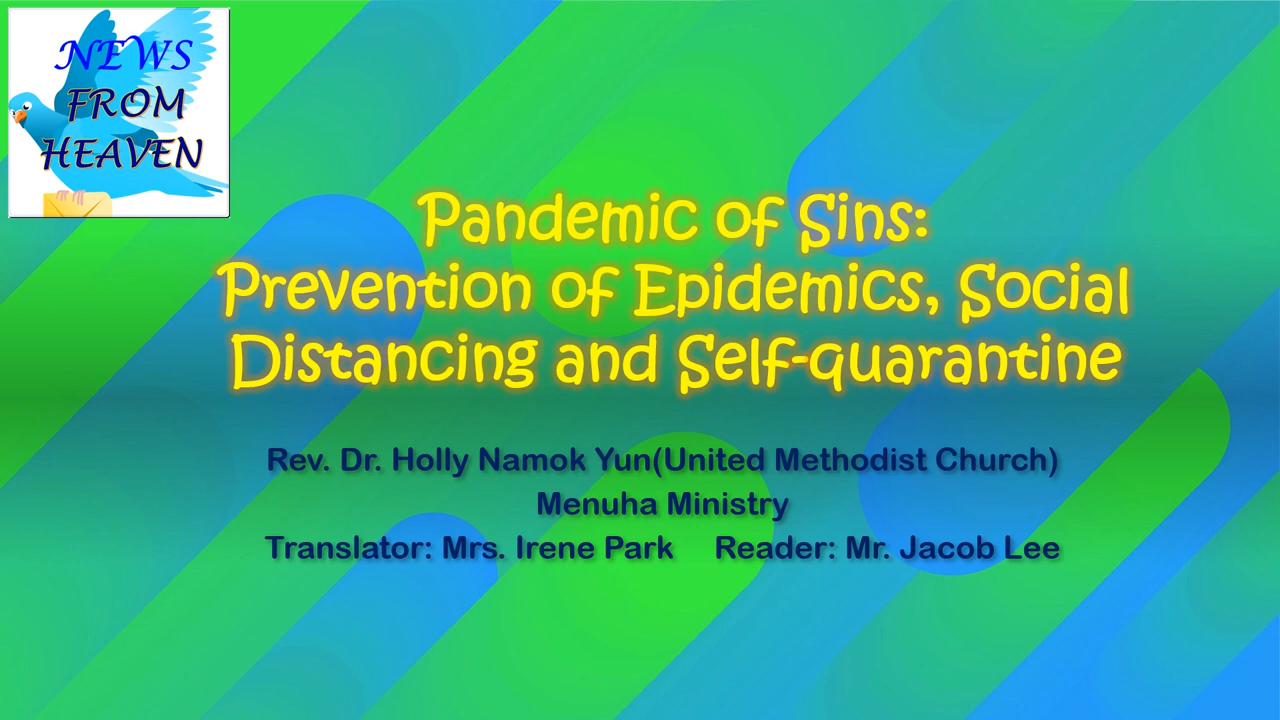 NEWS
FROM
HEAVEN
Pandemic of Sins:
Prevention of Epidemics, Social
Distancing and Self-quarantine
Rev. Dr. Holly Namok Yun(United Methodist Church)
Menuha Ministry
Translator: Mrs. Irene Park Reader: Mr. Jacob Lee